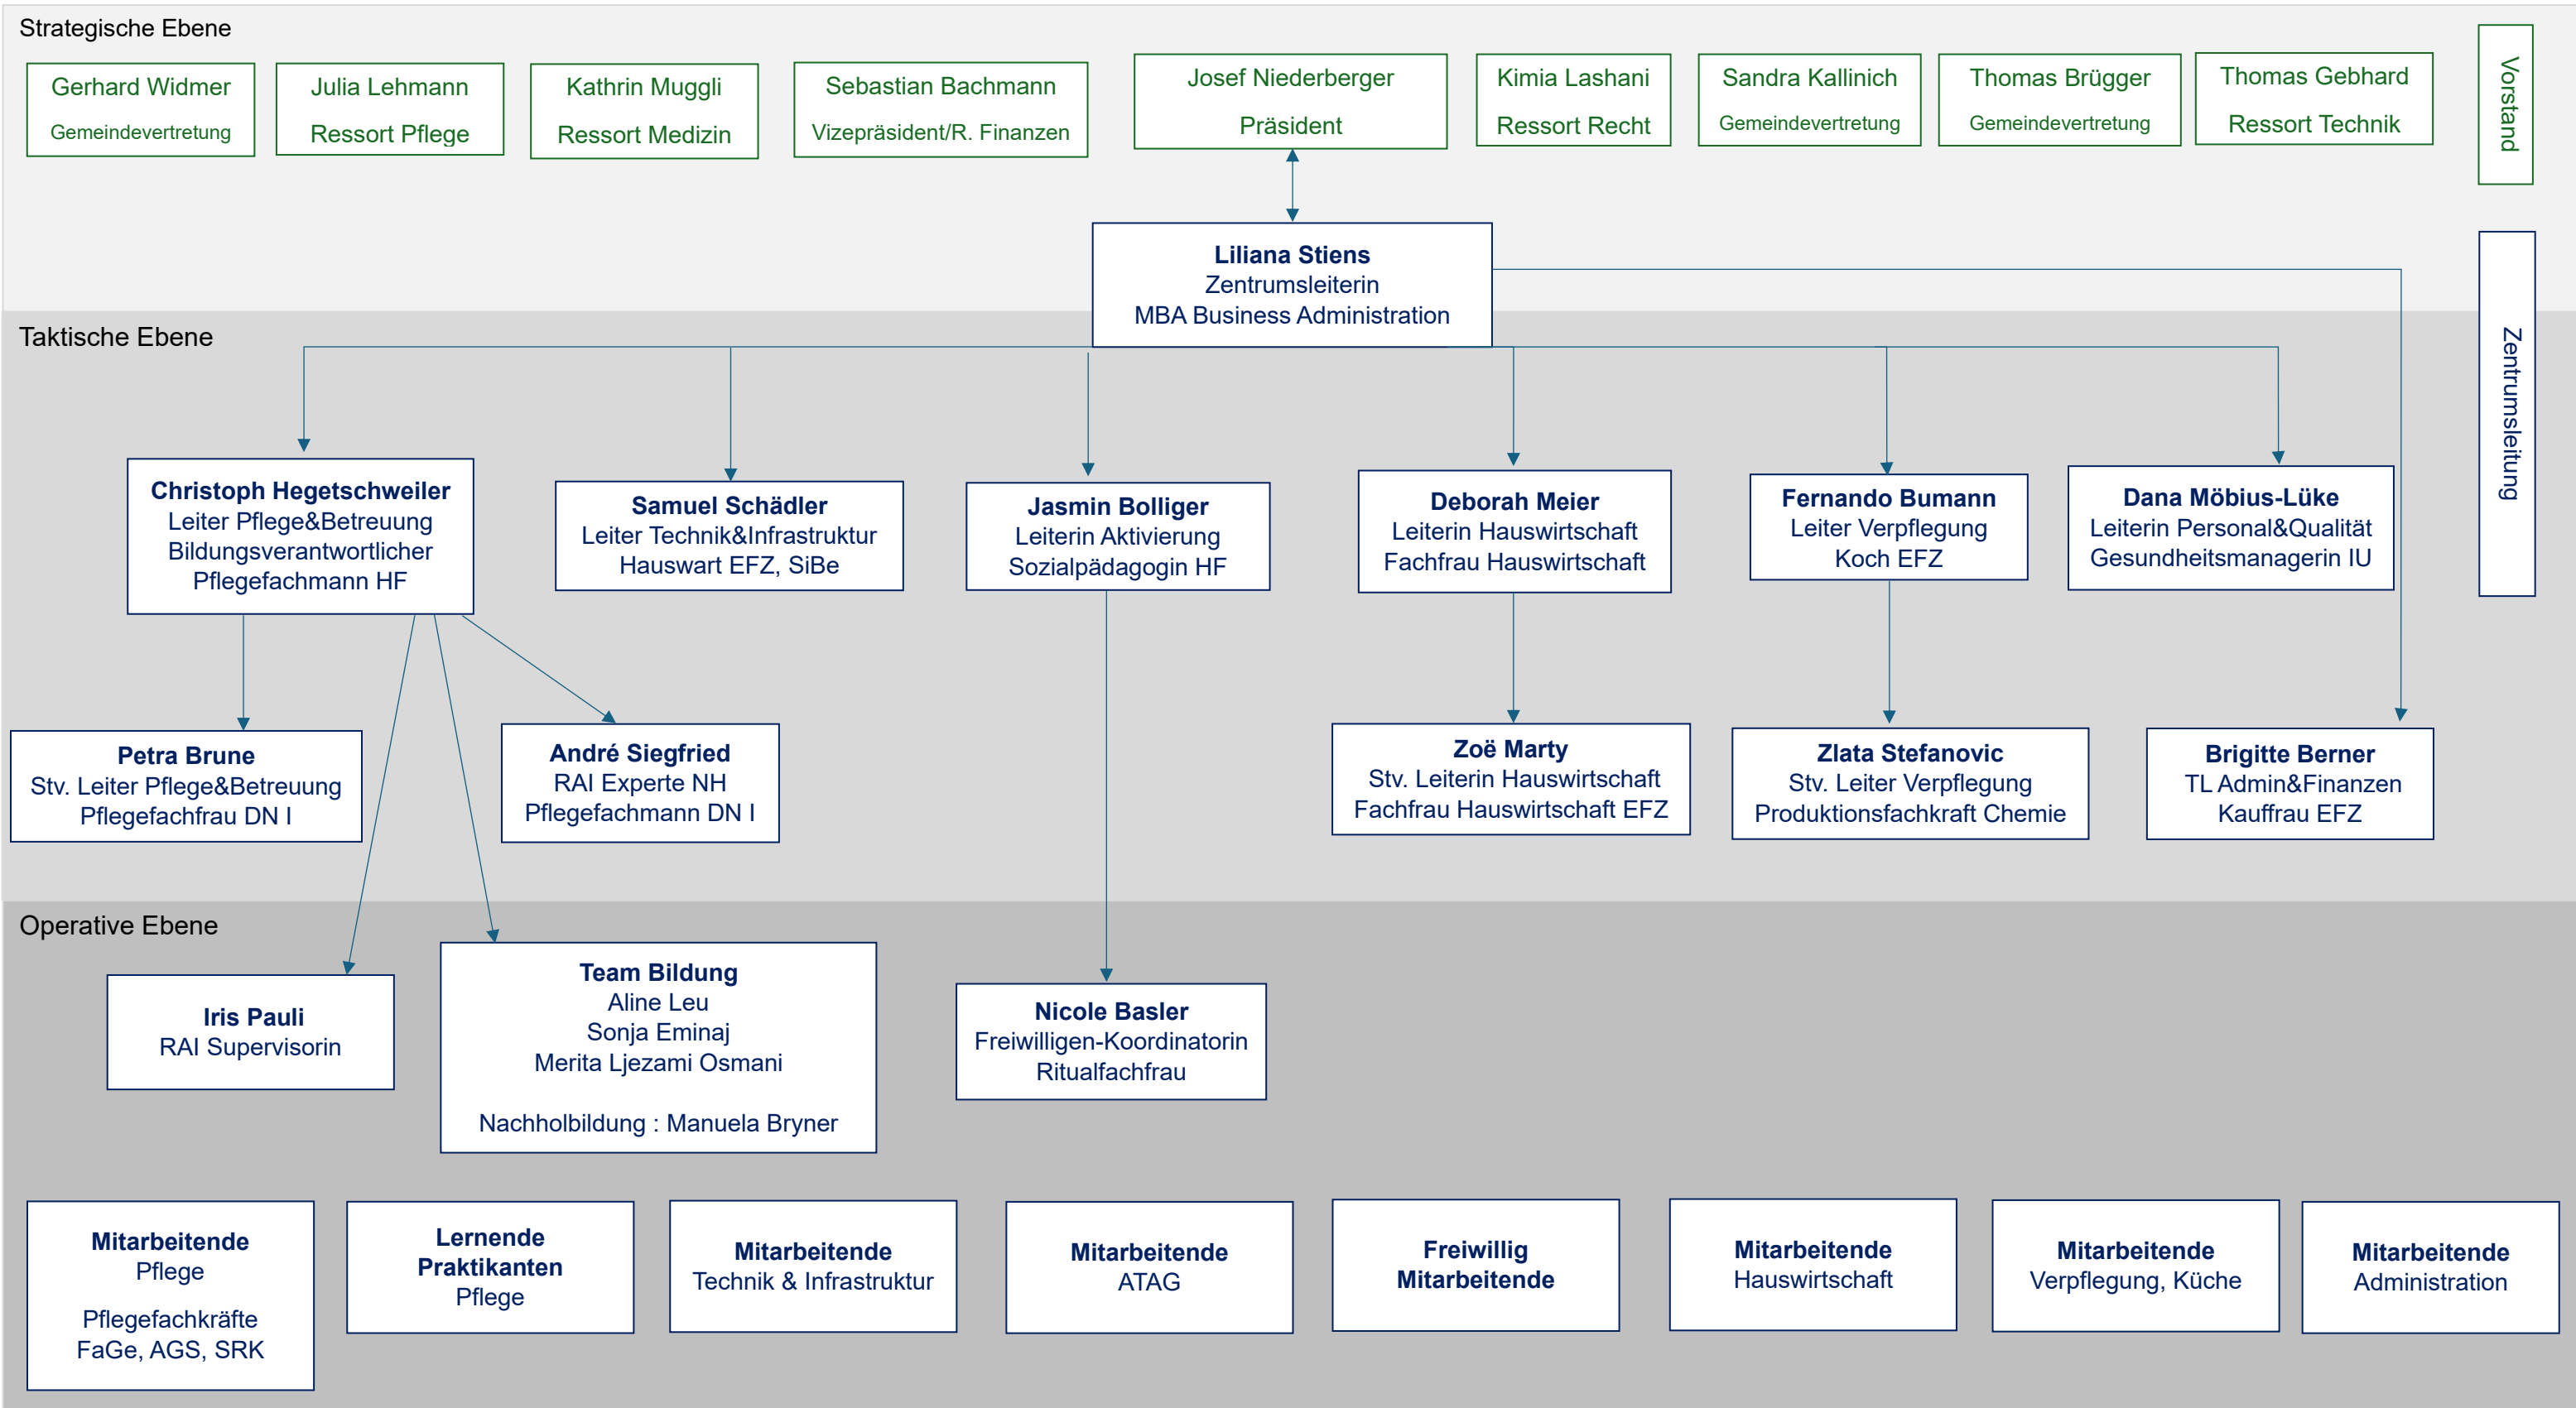 Strategische Ebene
Gerhard Widmer
Gemeindevertretung
Julia Lehmann
Ressort Pflege
Kathrin Muggli
Ressort Medizin
Sebastian Bachmann
Vizepräsident/R. Finanzen
Josef Niederberger
Präsident
Kimia Lashani
Ressort Recht
Sandra Kallinich
Gemeindevertretung
Thomas Brügger
Gemeindevertretung
Thomas Gebhard
Ressort Technik
Vorstand
Liliana Stiens
Zentrumsleiterin
MBA Business Administration
Zentrumsleitung
Taktische Ebene
Christoph Hegetschweiler
Leiter Pflege&Betreuung
Bildungsverantwortlicher
Pflegefachmann HF
Samuel Schädler
Leiter Technik&Infrastruktur
Hauswart EFZ, SiBe
Jasmin Bolliger
Leiterin Aktivierung
Sozialpädagogin HF
Deborah Meier
Leiterin Hauswirtschaft
Fachfrau Hauswirtschaft
Fernando Bumann
Leiter Verpflegung
Koch EFZ
Dana Möbius-Lüke
Leiterin Personal&Qualität
Gesundheitsmanagerin IU
Petra Brune
Stv. Leiter Pflege&Betreuung
Pflegefachfrau DN I
André Siegfried
RAI Experte NH
Pflegefachmann DN I
Zoë Marty
Stv. Leiterin Hauswirtschaft
Fachfrau Hauswirtschaft EFZ
Zlata Stefanovic
Stv. Leiter Verpflegung
Produktionsfachkraft Chemie
Brigitte Berner
TL Admin&Finanzen
Kauffrau EFZ
Operative Ebene
Iris Pauli
RAI Supervisorin
Team Bildung
Aline Leu
Sonja Eminaj
Merita Ljezami Osmani
Nachholbildung : Manuela Bryner
Nicole Basler
Freiwilligen-Koordinatorin
Ritualfachfrau
Mitarbeitende
Pflege
Pflegefachkräfte
FaGe, AGS, SRK
Lernende
Praktikanten
Pflege
Mitarbeitende
Technik & Infrastruktur
Mitarbeitende
ATAG
Freiwillig
Mitarbeitende
Mitarbeitende
Hauswirtschaft
Mitarbeitende
Verpflegung, Küche
Mitarbeitende
Administration